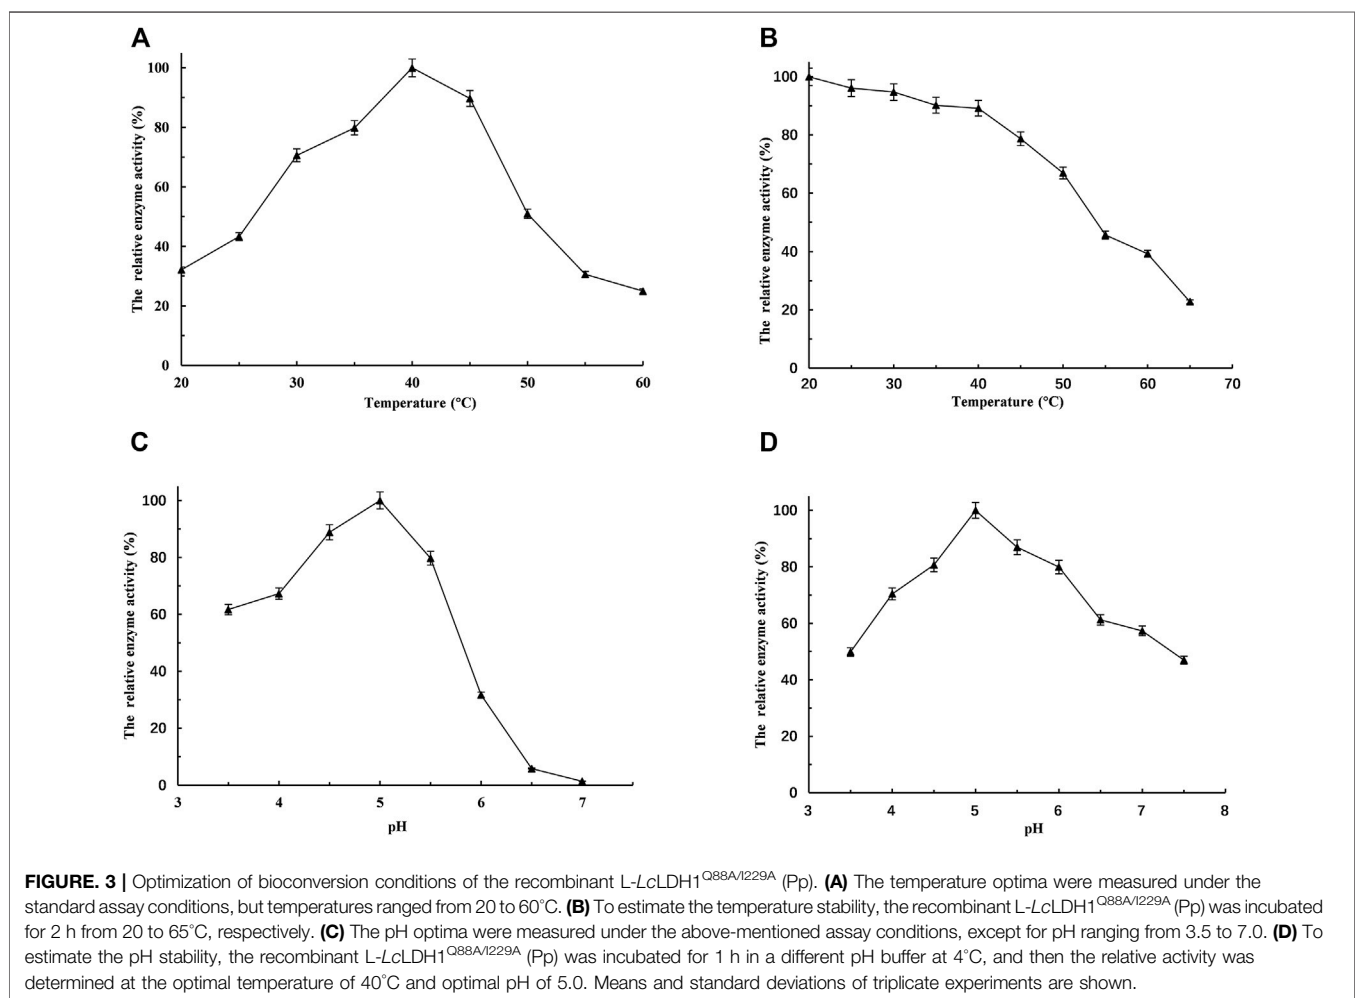 A
The relative enzyme activity (%)
100
80
60
40
20
0
20 30 40 50 60
Temperature (°C)
B
The relative enzyme activity (%)
100
80
60
40
20
0
20 30 40 50 60 70
Temperature (°C)
C
The relative enzyme activity (%)
100
80
60
40
20
0
3 4 5 6 7
pH
D
The relative enzyme activity (%)
100
80
60
40
20
0
3 4 5 6 7 8
pH
FIGURE. 3 | Optimization of bioconversion conditions of the recombinant L-LcLDH1Q88A/I229A (Pp). (A) The temperature optima were measured under the
standard assay conditions, but temperatures ranged from 20 to 60°C. (B) To estimate the temperature stability, the recombinant L-LcLDH1Q88A/I229A (Pp) was incubated
for 2 h from 20 to 65°C, respectively. (C) The pH optima were measured under the above-mentioned assay conditions, except for pH ranging from 3.5 to 7.0. (D) To
estimate the pH stability, the recombinant L-LcLDH1Q88A/I229A (Pp) was incubated for 1 h in a different pH buffer at 4°C, and then the relative activity was
determined at the optimal temperature of 40°C and optimal pH of 5.0. Means and standard deviations of triplicate experiments are shown.